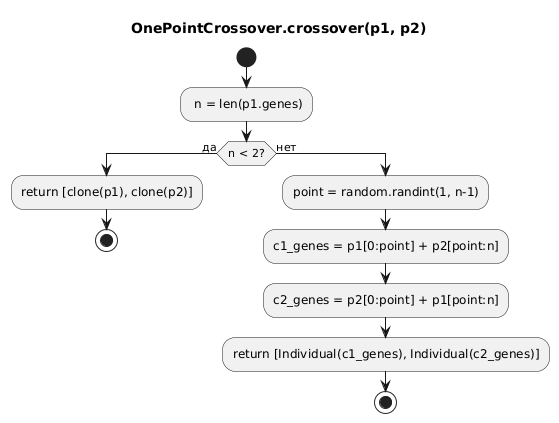 OnePointCrossover.crossover(p1, p2)
n = len(p1.genes)
да
n < 2?
нет
return [clone(p1), clone(p2)]
point = random.randint(1, n-1)
c1_genes = p1[0:point] + p2[point:n]
c2_genes = p2[0:point] + p1[point:n]
return [Individual(c1_genes), Individual(c2_genes)]